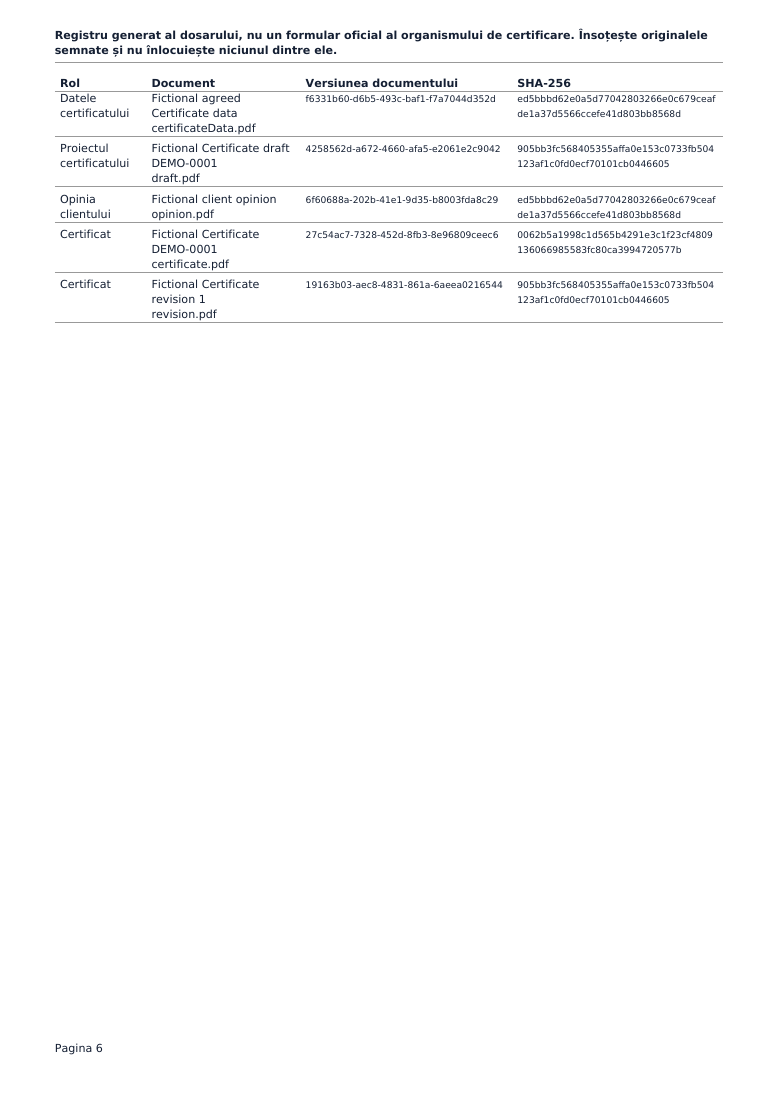 Registru generat al dosarului, nu un formular oficial al organismului de certificare. Însoțește originalele
semnate și nu înlocuiește niciunul dintre ele.
Rol Document Versiunea documentului SHA-256
Datele Fictional agreed f6331b60-d6b5-493c-baf1-f7a7044d352d ed5bbbd62e0a5d77042803266e0c679ceaf
certificatului Certificate data de1a37d5566ccefe41d803bb8568d
certificateData.pdf
Proiectul Fictional Certificate draft 4258562d-a672-4660-afa5-e2061e2c9042 905bb3fc568405355affa0e153c0733fb504
certificatului DEMO-0001 123af1c0fd0ecf70101cb0446605
draft.pdf
Opinia Fictional client opinion 6f60688a-202b-41e1-9d35-b8003fda8c29 ed5bbbd62e0a5d77042803266e0c679ceaf
clientului opinion.pdf de1a37d5566ccefe41d803bb8568d
Certificat Fictional Certificate 27c54ac7-7328-452d-8fb3-8e96809ceec6 0062b5a1998c1d565b4291e3c1f23cf4809
DEMO-0001 136066985583fc80ca3994720577b
certificate.pdf
Certificat Fictional Certificate 19163b03-aec8-4831-861a-6aeea0216544 905bb3fc568405355affa0e153c0733fb504
revision 1 123af1c0fd0ecf70101cb0446605
revision.pdf
Pagina 6